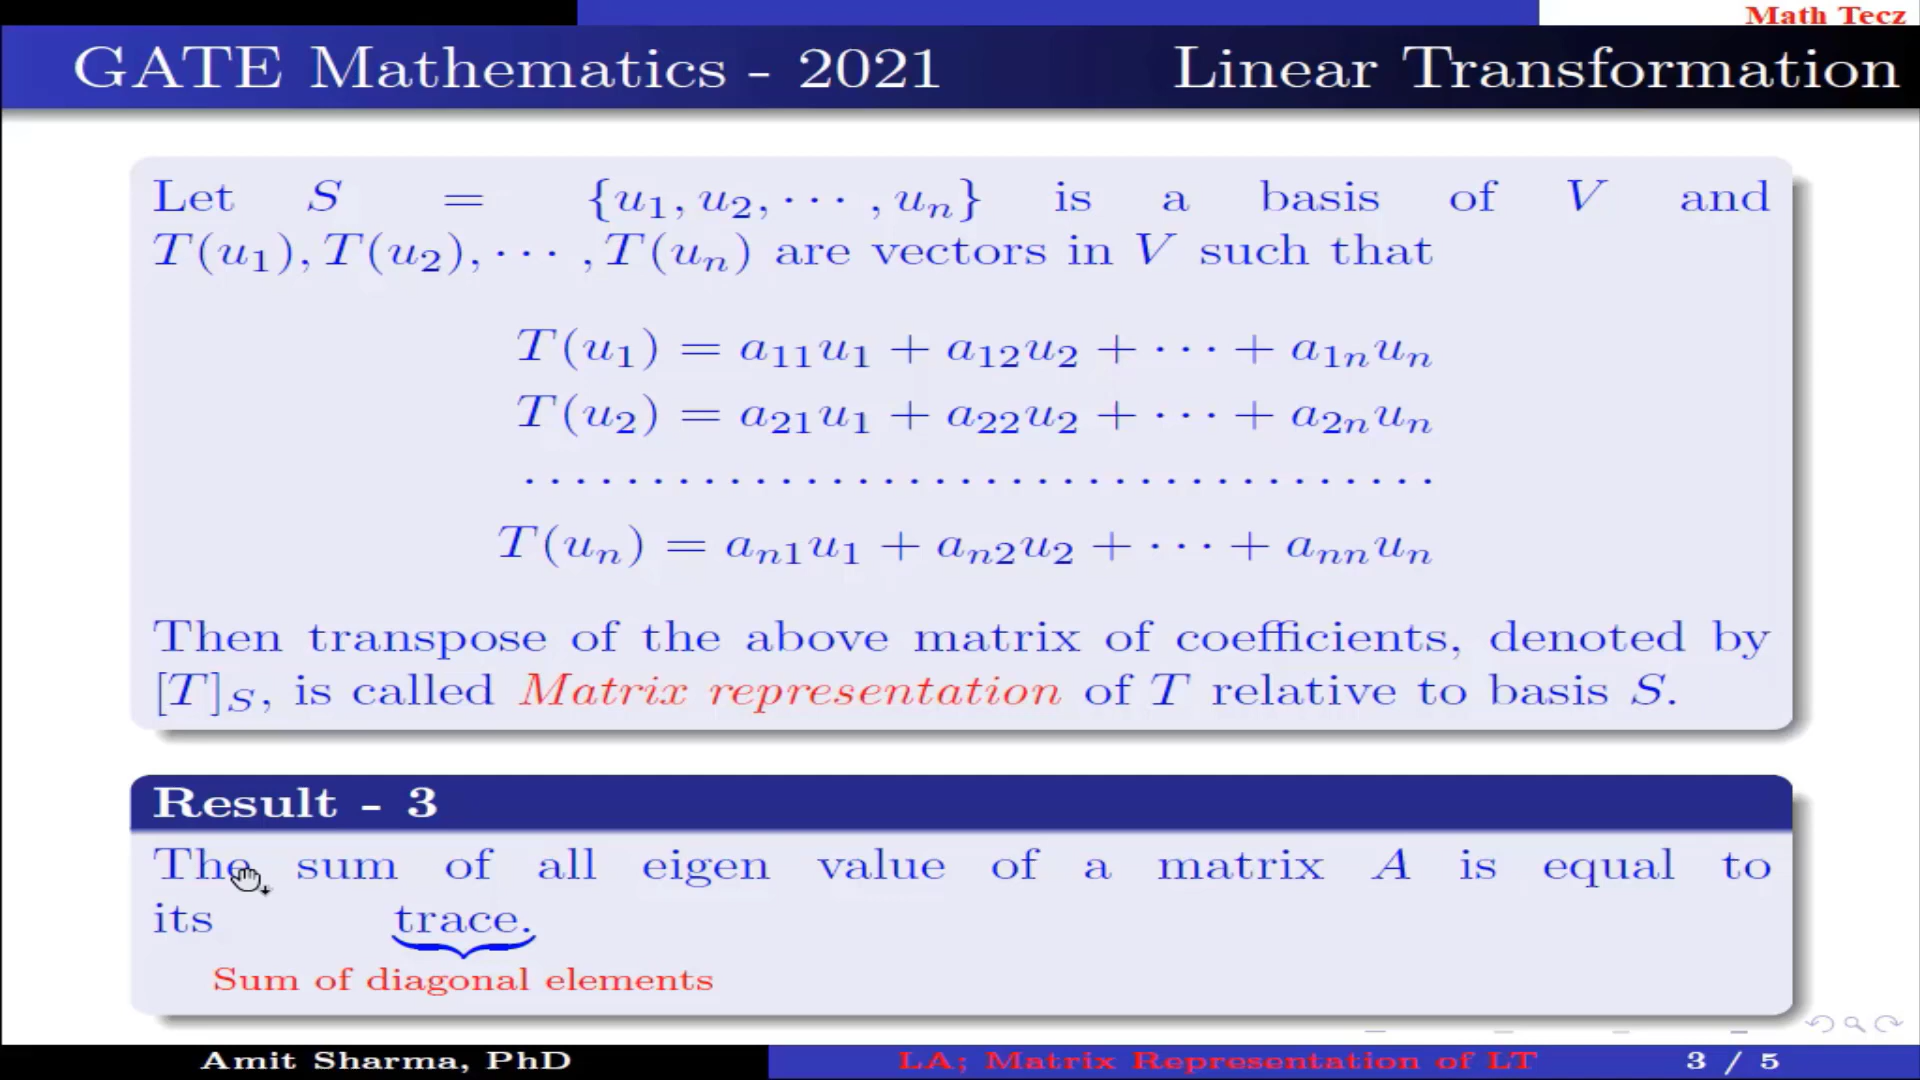 Math Tecz
GATE Mathematics - 2021 Linear Transformation
Let S = {u₁, u₂, ⋯ , uₙ} is a basis of V and
T(u₁), T(u₂), ⋯ , T(uₙ) are vectors in V such that
T(u₁) = a₁₁u₁ + a₁₂u₂ + ⋯ + a₁ₙuₙ
T(u₂) = a₂₁u₁ + a₂₂u₂ + ⋯ + a₂ₙuₙ
....................................
T(uₙ) = aₙ₁u₁ + aₙ₂u₂ + ⋯ + aₙₙuₙ
Then transpose of the above matrix of coefficients, denoted by
[T]_S, is called Matrix representation of T relative to basis S.
Result - 3
The sum of all eigen value of a matrix A is equal to
its trace.
Sum of diagonal elements
Amit Sharma, PhD LA; Matrix Representation of LT 3 / 5